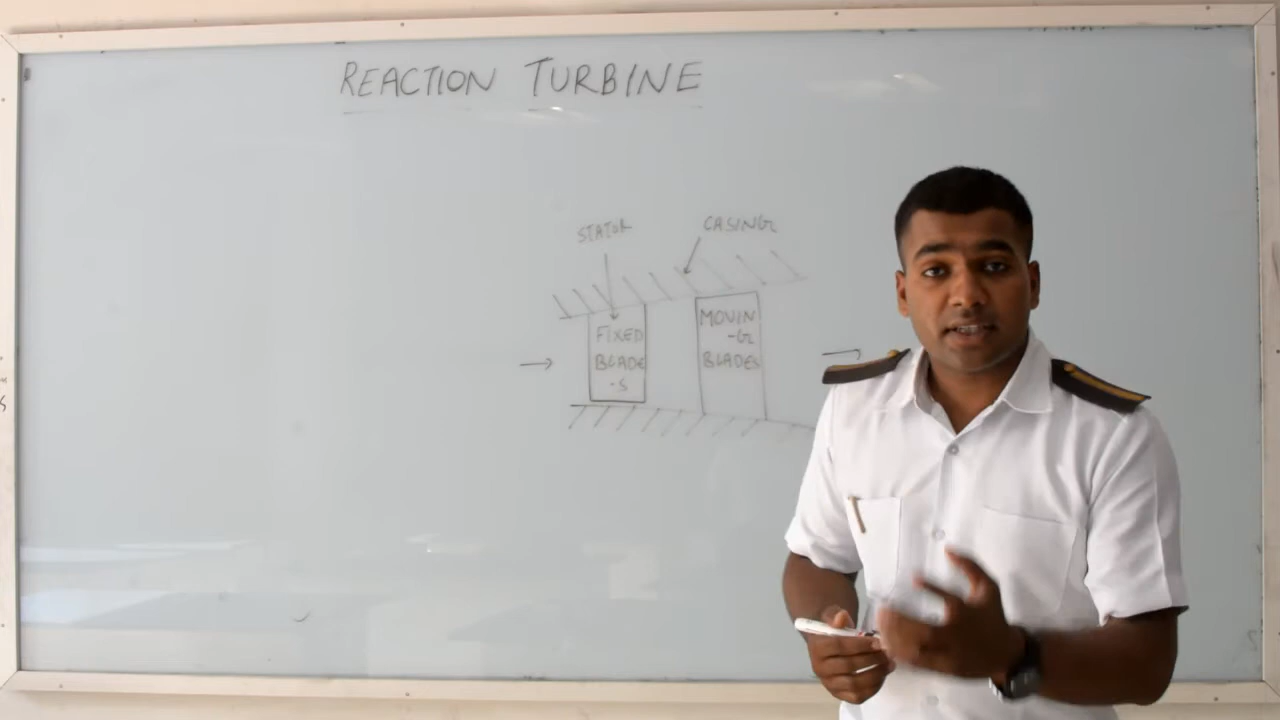 REACTION TURBINE
STATOR
CASING
FIXED
BLADE
-S
MOVIN
-G
BLADES